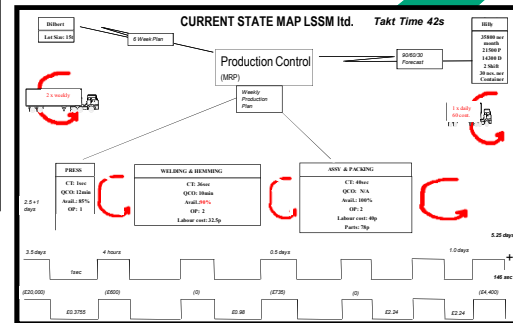 CURRENT STATE MAP LSSM ltd.
Takt Time 42s
Dilbert
Lot Size: 15t
6 Week Plan
Production Control
(MRP)
90/60/30
Forecast
Hilly
35800 per
month
21500 P
14300 D
2 Shift
30 pcs. per
Container
2 x weekly
Weekly
Production
Plan
1 x daily
60 cont.
PRESS
CT: 1sec
QCO: 12min
Avail.: 85%
OP: 1
WELDING & HEMMING
CT: 36sec
QCO: 10min
Avail.:90%
OP: 2
Labour cost: 32.5p
ASSY & PACKING
CT: 40sec
QCO: N/A
Avail.: 100%
OP: 2
Labour cost: 40p
Parts: 78p
2.5 +1
days
5.25 days
3.5 days
4 hours
0.5 days
1.0 days
+
1sec
146 sec
(£20,000)
(£600)
(0)
(£735)
(0)
(£4,400)
£0.3755
£0.98
£2.24
£2.24